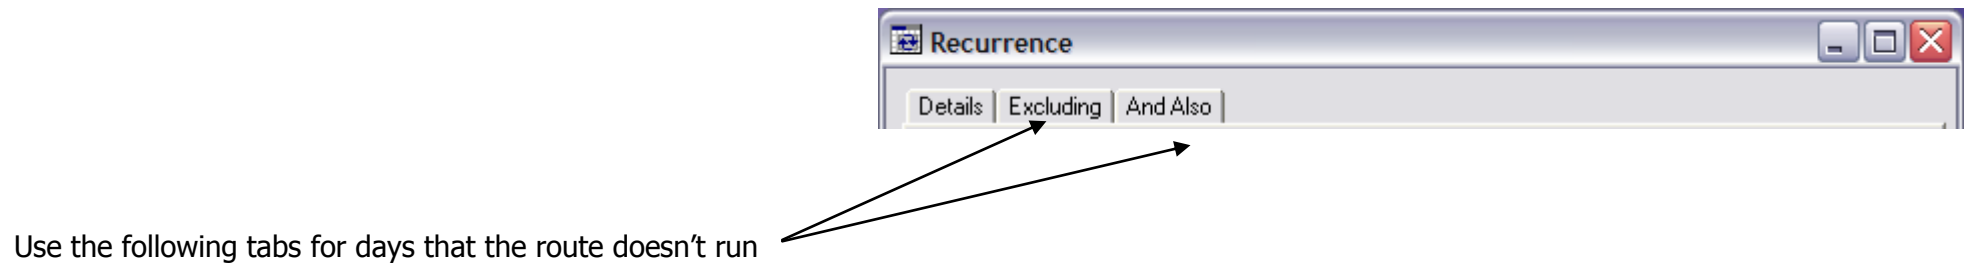 Recurrence
Details Excluding And Also
Use the following tabs for days that the route doesn’t run